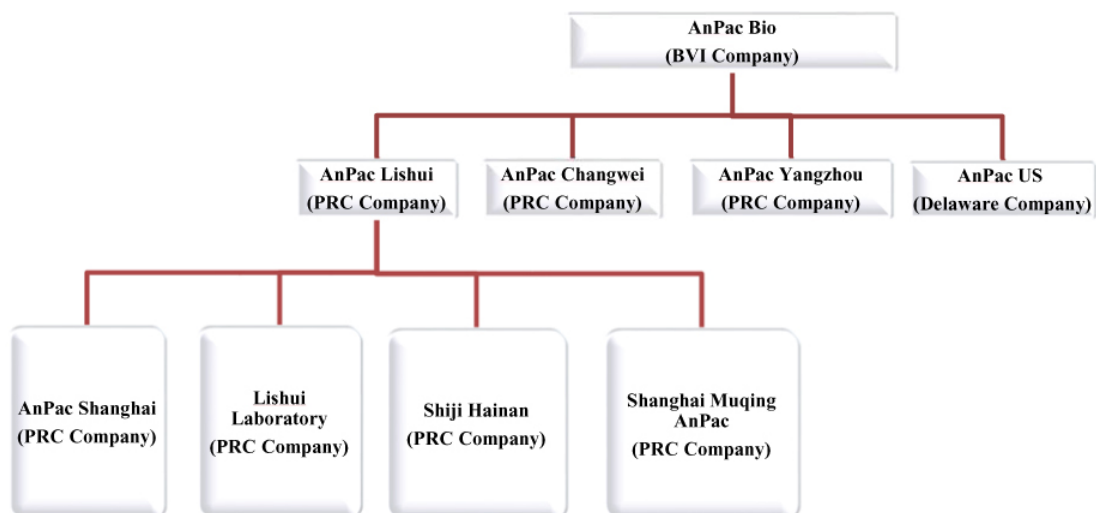 AnPac Bio
(BVI Company)
AnPac Lishui
(PRC Company)
AnPac Changwei
(PRC Company)
AnPac Yangzhou
(PRC Company)
AnPac US
(Delaware Company)
AnPac Shanghai
(PRC Company)
Lishui
Laboratory
(PRC Company)
Shiji Hainan
(PRC Company)
Shanghai Muqing
AnPac
(PRC Company)